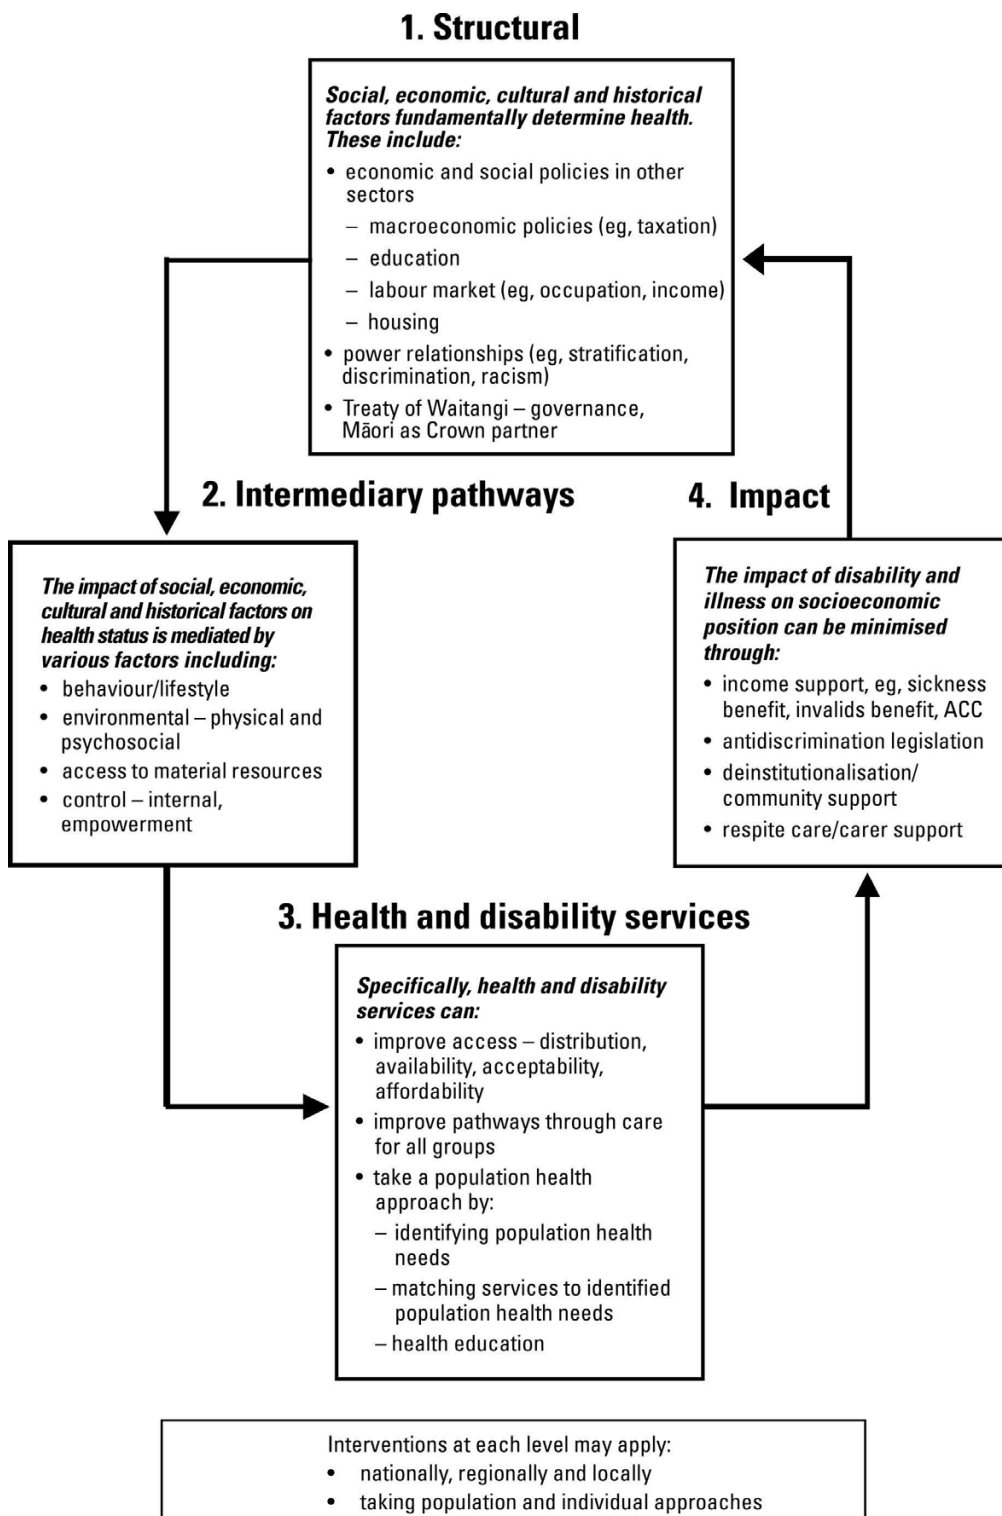 1. Structural
Social, economic, cultural and historical
factors fundamentally determine health.
These include:
• economic and social policies in other
sectors
– macroeconomic policies (eg, taxation)
– education
– labour market (eg, occupation, income)
– housing
• power relationships (eg, stratification,
discrimination, racism)
• Treaty of Waitangi – governance,
Māori as Crown partner
2. Intermediary pathways
The impact of social, economic,
cultural and historical factors on
health status is mediated by
various factors including:
• behaviour/lifestyle
• environmental – physical and
psychosocial
• access to material resources
• control – internal,
empowerment
3. Health and disability services
Specifically, health and disability
services can:
• improve access – distribution,
availability, acceptability,
affordability
• improve pathways through care
for all groups
• take a population health
approach by:
– identifying population health
needs
– matching services to identified
population health needs
– health education
4. Impact
The impact of disability and
illness on socioeconomic
position can be minimised
through:
• income support, eg, sickness
benefit, invalids benefit, ACC
• antidiscrimination legislation
• deinstitutionalisation/
community support
• respite care/carer support
Interventions at each level may apply:
• nationally, regionally and locally
• taking population and individual approaches